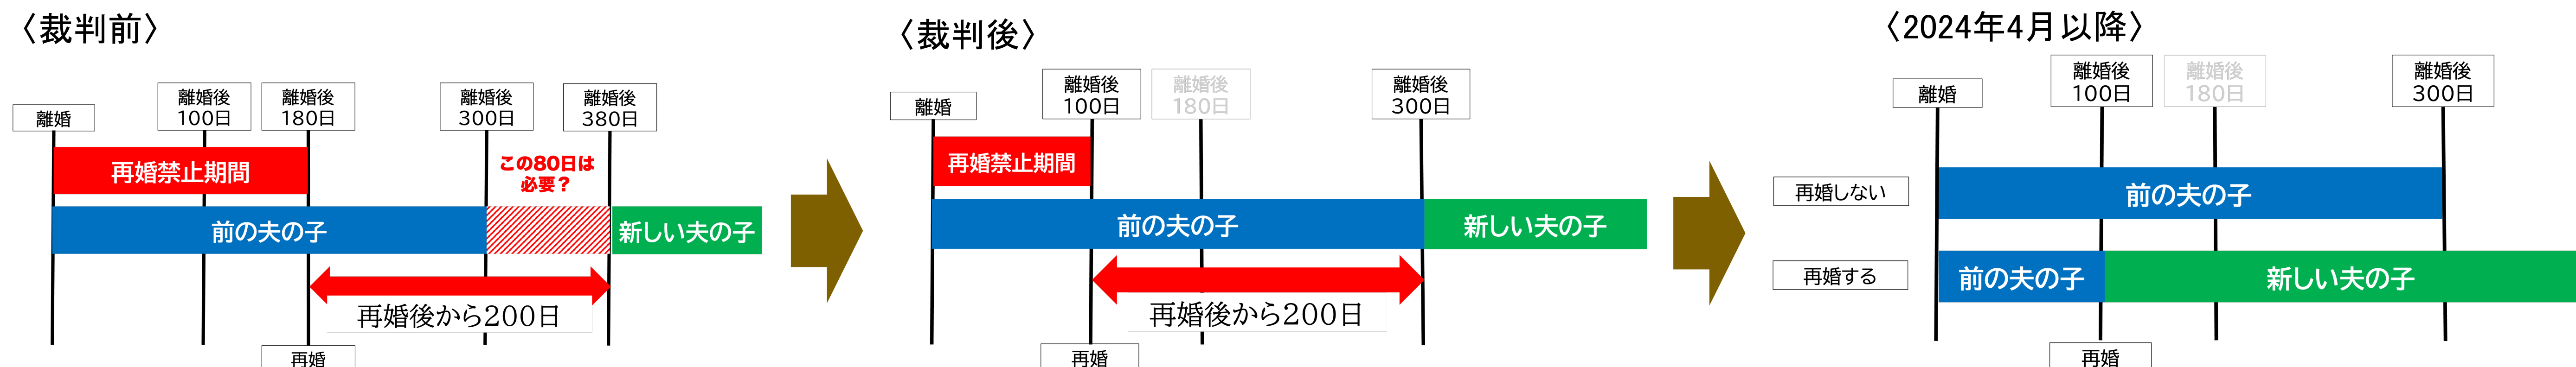 〈裁判前〉
離婚
離婚後
100日
離婚後
180日
離婚後
300日
離婚後
380日
再婚禁止期間
この80日は
必要？
前の夫の子
新しい夫の子
再婚後から200日
再婚
〈裁判後〉
離婚
離婚後
100日
離婚後
180日
離婚後
300日
再婚禁止期間
前の夫の子
新しい夫の子
再婚後から200日
再婚
〈2024年4月以降〉
離婚
離婚後
100日
離婚後
180日
離婚後
300日
再婚しない
前の夫の子
再婚する
前の夫の子
新しい夫の子
再婚